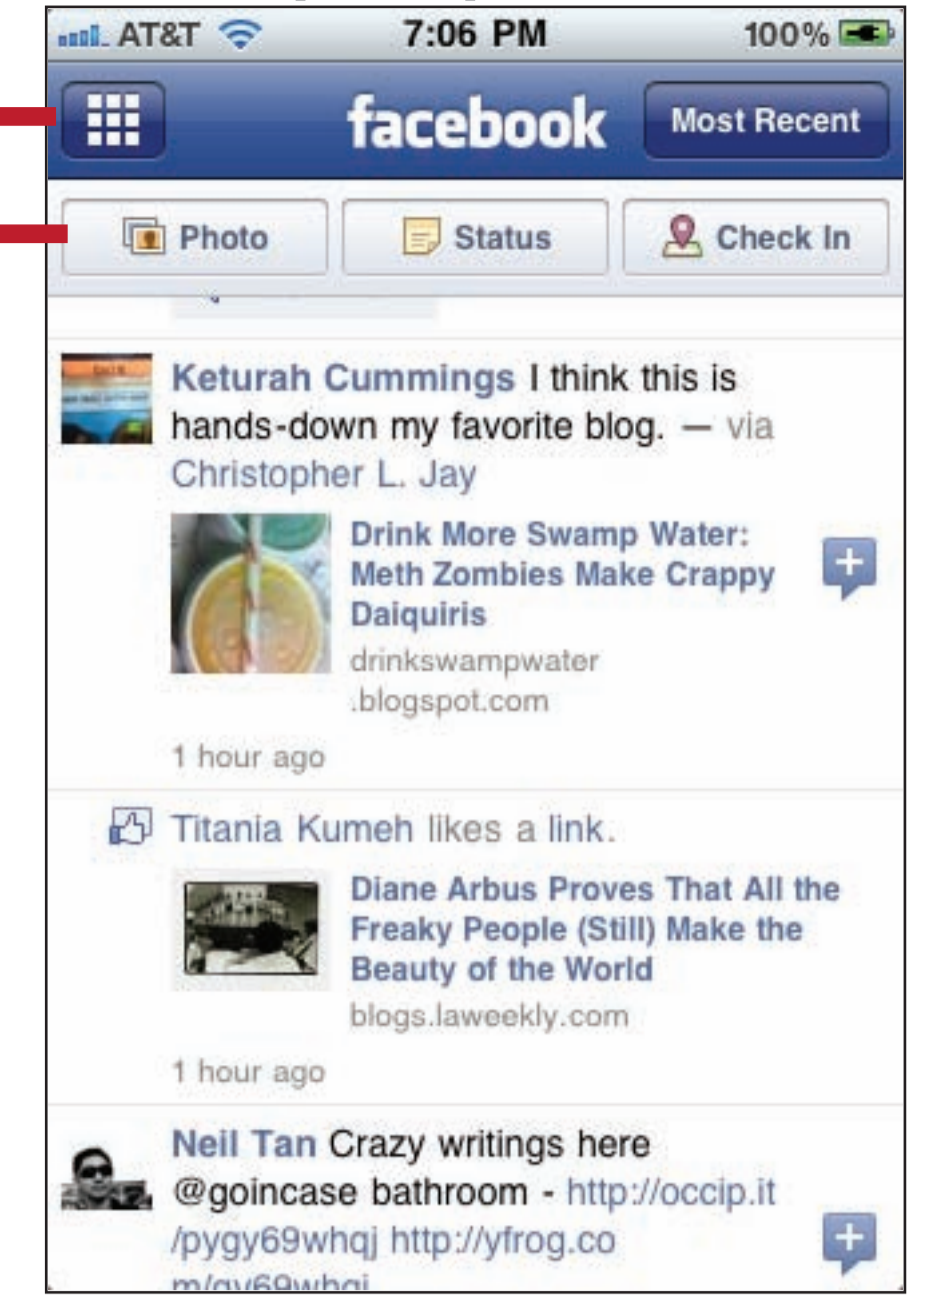 AT&T 7:06 PM 100%
facebook Most Recent
Photo Status Check In
Keturah Cummings I think this is
hands-down my favorite blog. — via
Christopher L. Jay
Drink More Swamp Water:
Meth Zombies Make Crappy
Daiquiris
drinkswampwater
.blogspot.com
1 hour ago
Titania Kumeh likes a link.
Diane Arbus Proves That All the
Freaky People (Still) Make the
Beauty of the World
blogs.laweekly.com
1 hour ago
Neil Tan Crazy writings here
@goincase bathroom - http://occip.it
/pygy69whqj http://yfrog.co